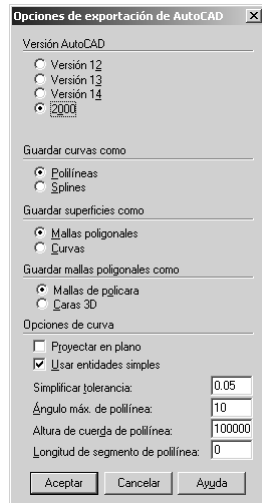 Opciones de exportación de AutoCAD
Versión AutoCAD
Versión 12
Versión 13
Versión 14
2000
Guardar curvas como
Polilíneas
Splines
Guardar superficies como
Mallas poligonales
Curvas
Guardar mallas poligonales como
Mallas de policara
Caras 3D
Opciones de curva
Proyectar en plano
Usar entidades simples
Simplificar tolerancia: 0.05
Ángulo máx. de polilínea: 10
Altura de cuerda de polilínea: 100000
Longitud de segmento de polilínea: 0
Aceptar Cancelar Ayuda